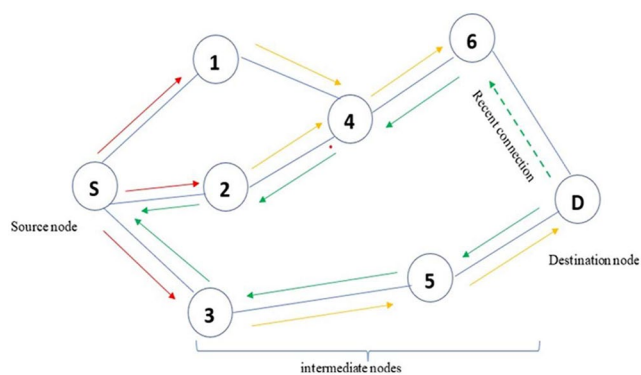 6
1
4
Recent connection
S
2
D
Source node
Destination node
5
3
intermediate nodes